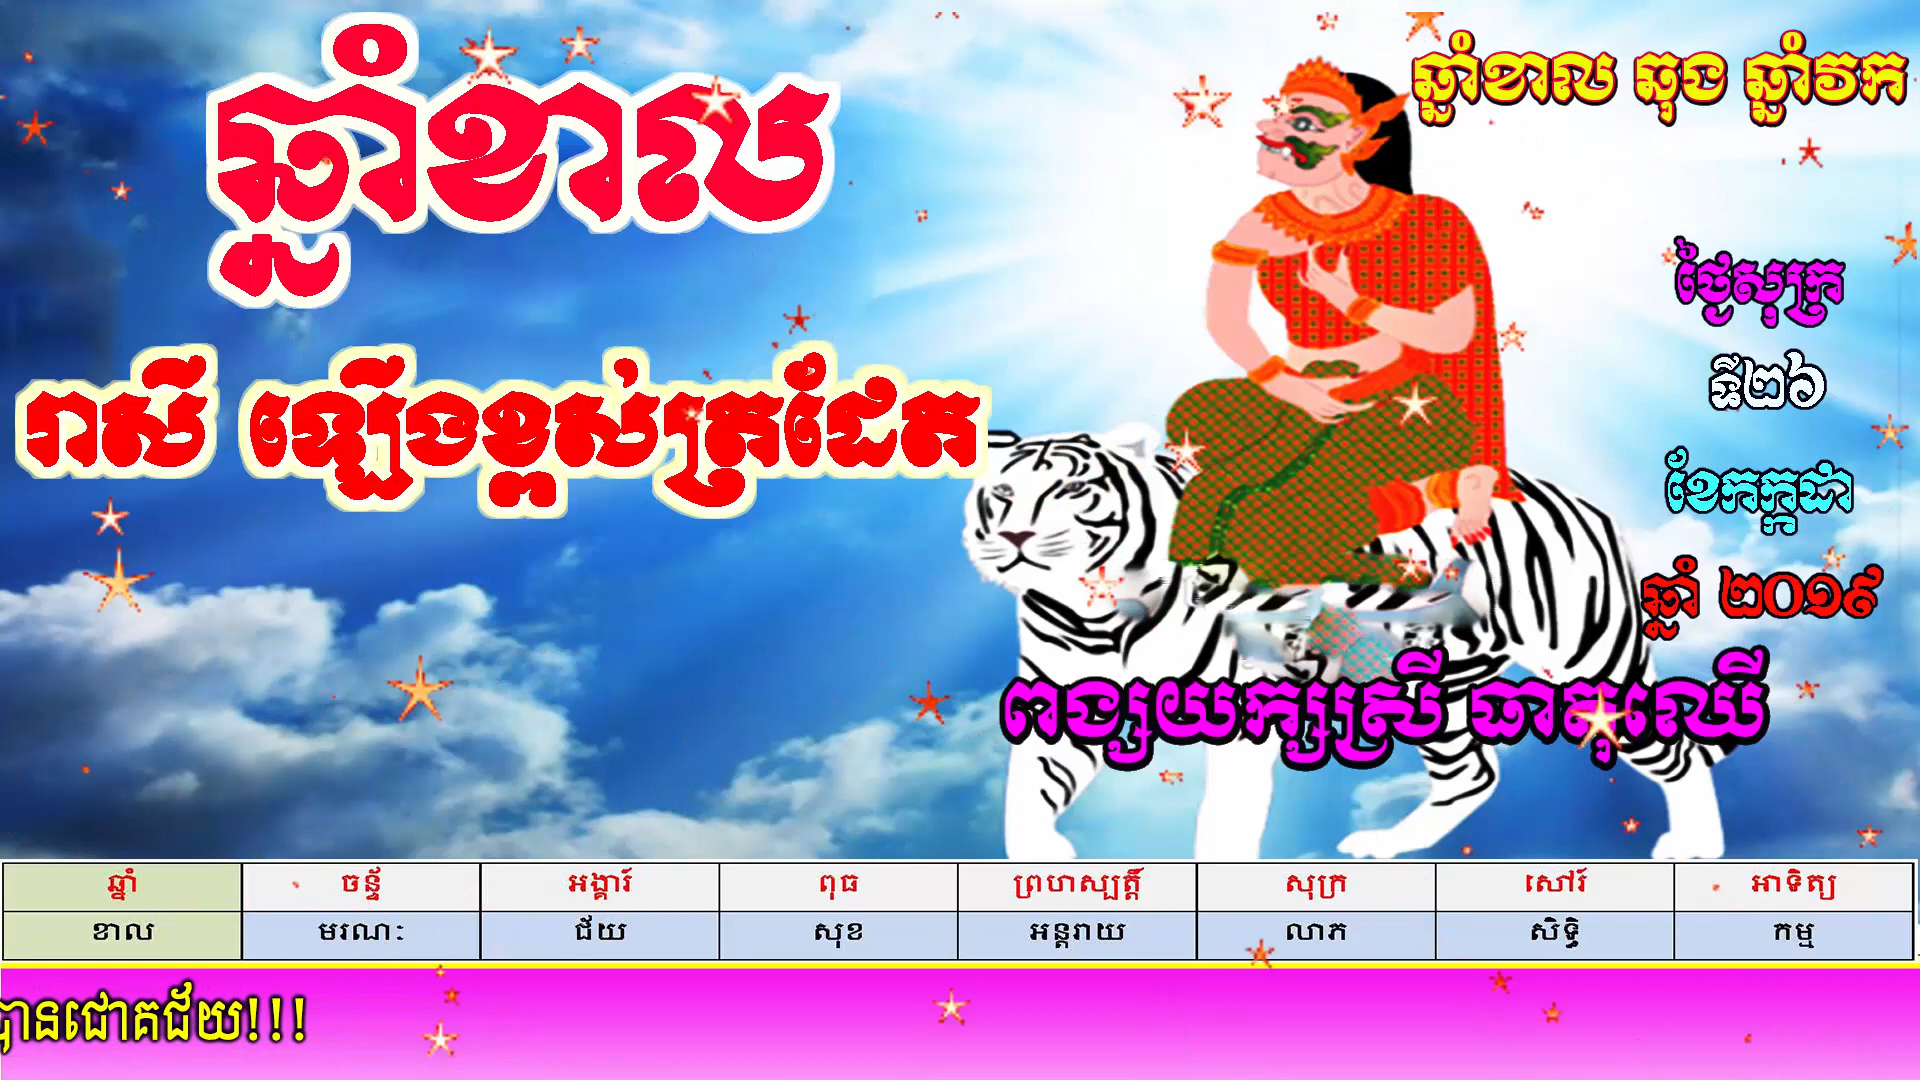 ឆ្នាំខាល
រាសី ឡើងខ្ពស់ត្រដែត
ឆ្នាំខាល ឆុង ឆ្នាំវក
ថ្ងៃសុក្រ
ទី២៦
ខែកក្កដា
ឆ្នាំ ២០១៩
ពង្សយក្សស្រី ធាតុឈើ
ឆ្នាំ ចន្ទ័ អង្គារ៍ ពុធ ព្រហស្បត្តិ៍ សុក្រ សៅរ៍ អាទិត្យ
ខាល មរណៈ ជ័យ សុខ អន្តរាយ លាភ សិទ្ធិ កម្ម
បានជោគជ័យ!!!